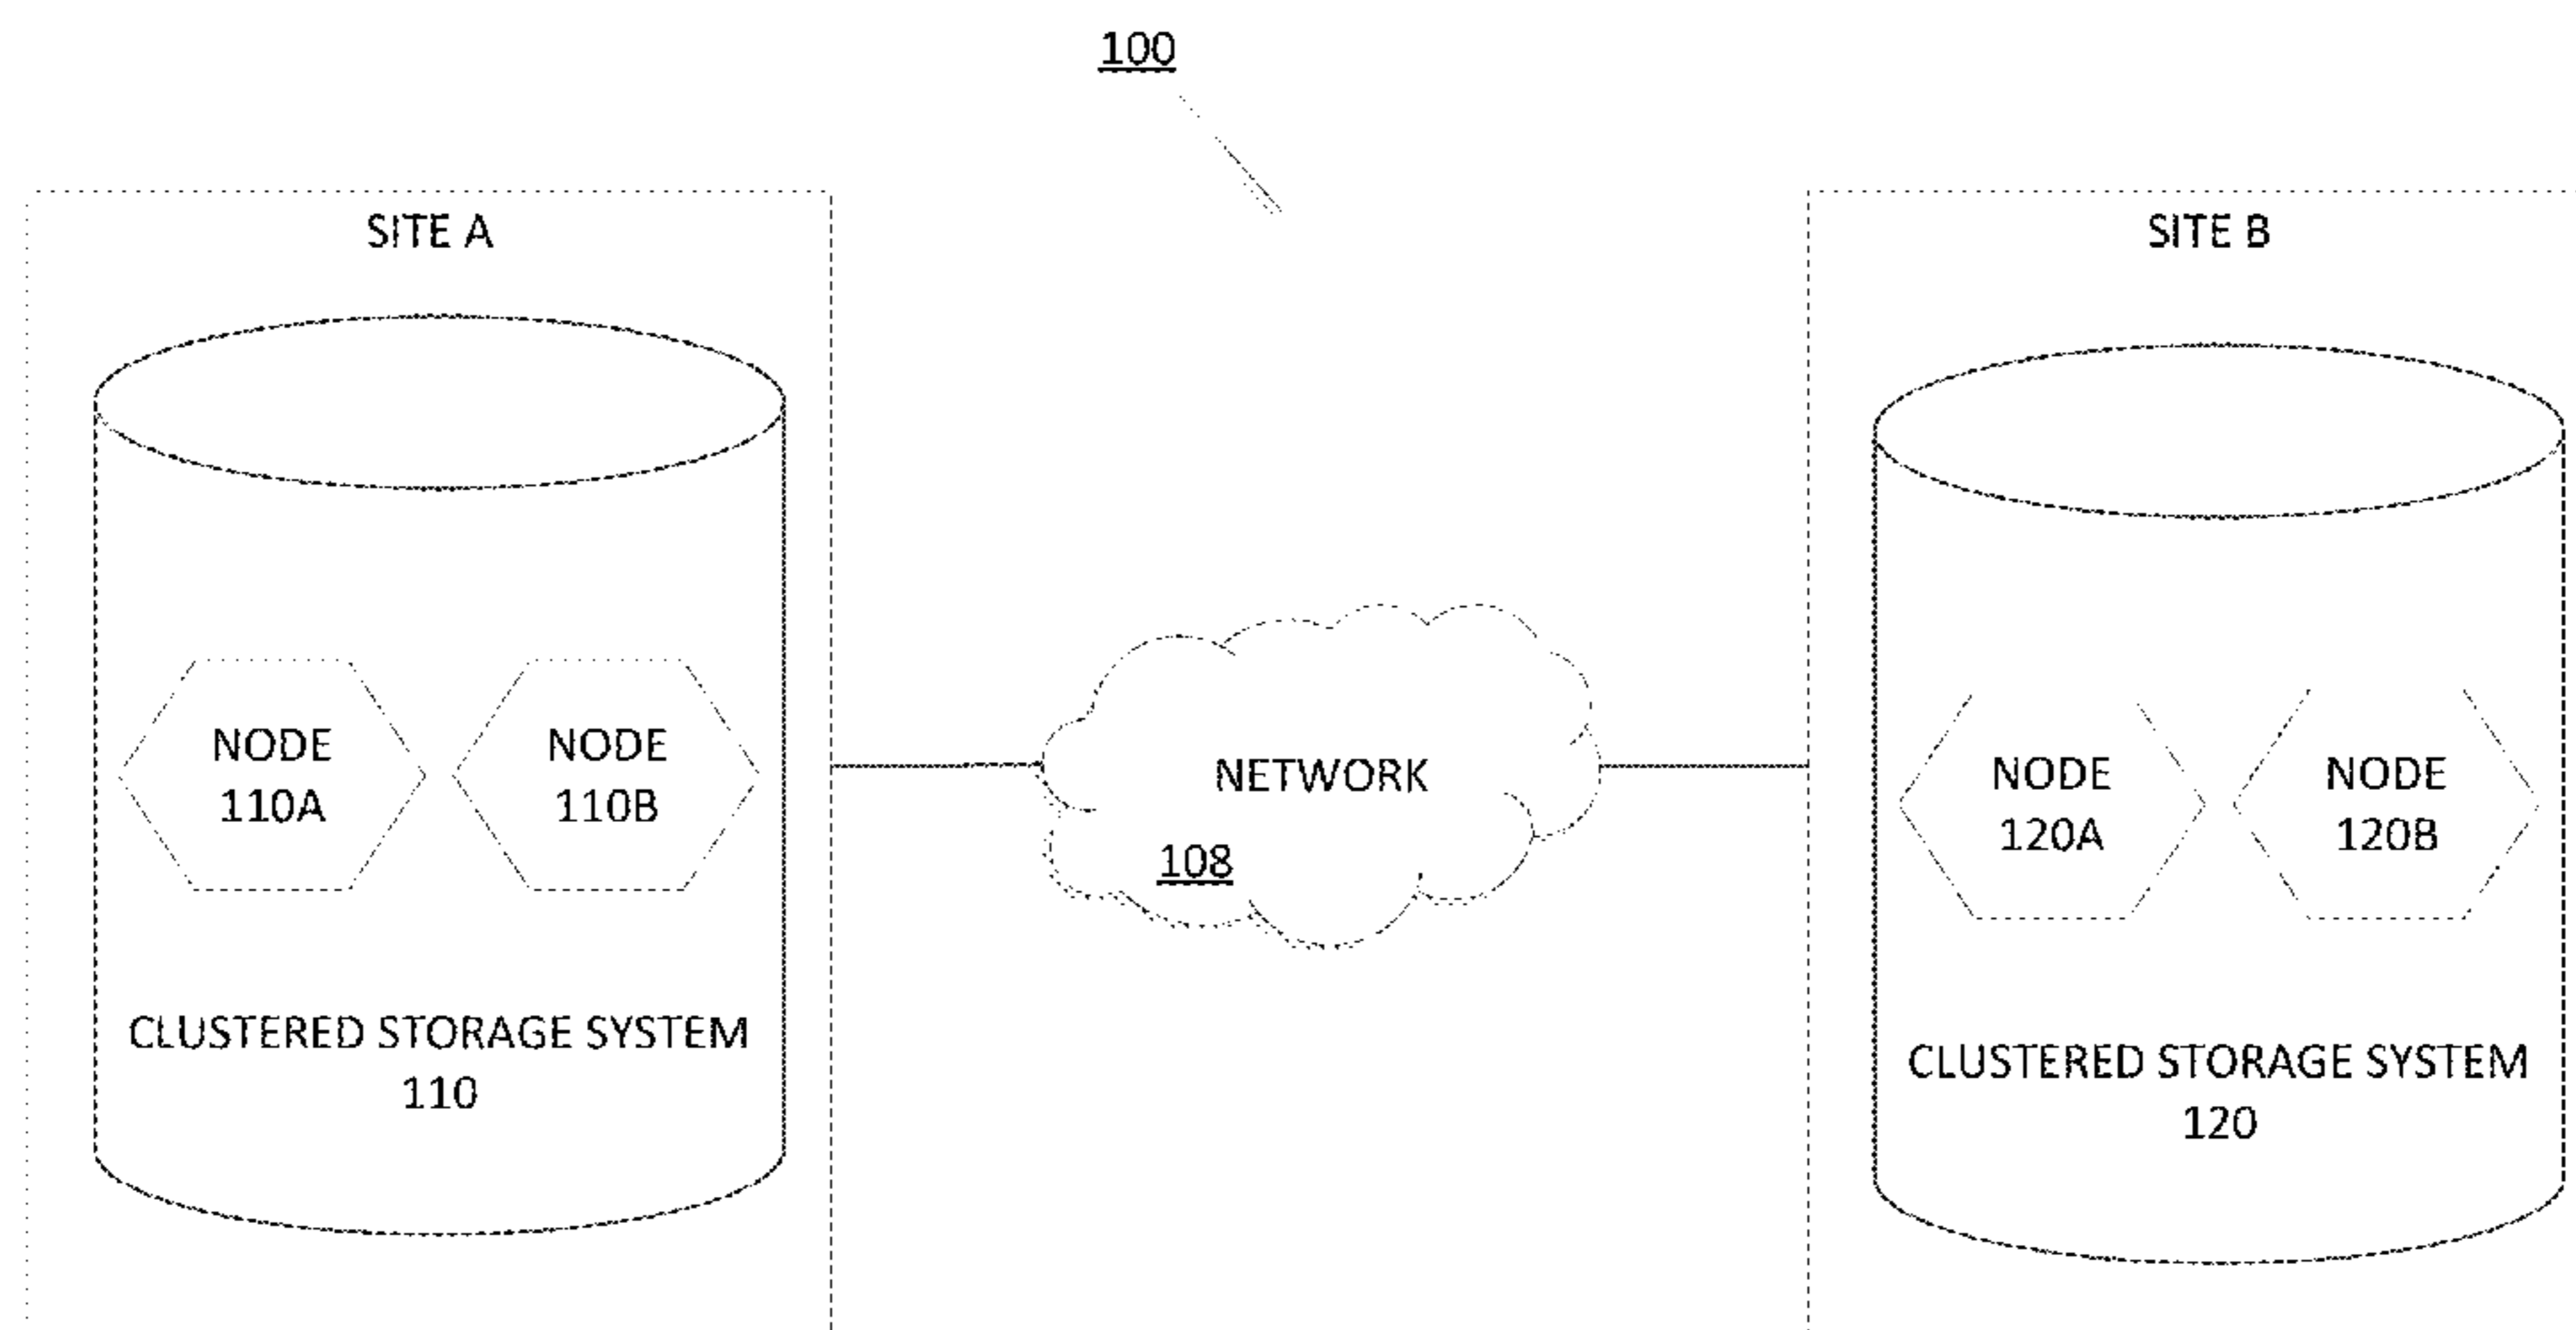 100
SITE A
NODE
110A
NODE
110B
CLUSTERED STORAGE SYSTEM
110
NETWORK
108
SITE B
NODE
120A
NODE
120B
CLUSTERED STORAGE SYSTEM
120